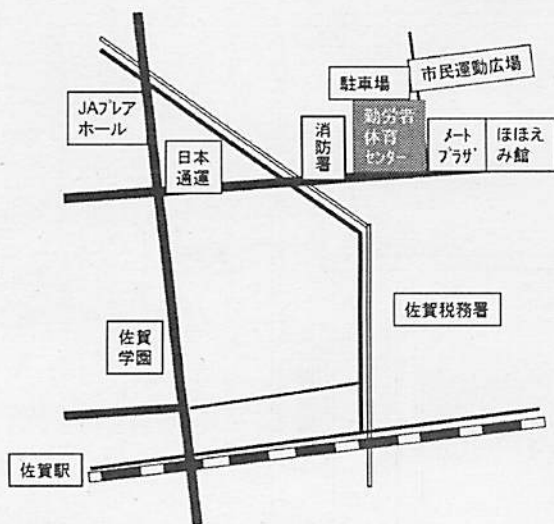 市民運動広場
駐車場
JAプレア
ホール
日本
通運
消防署
勤労者
体育
センター
メート
プラザ
ほほえ
み館
佐賀税務署
佐賀
学園
佐賀駅